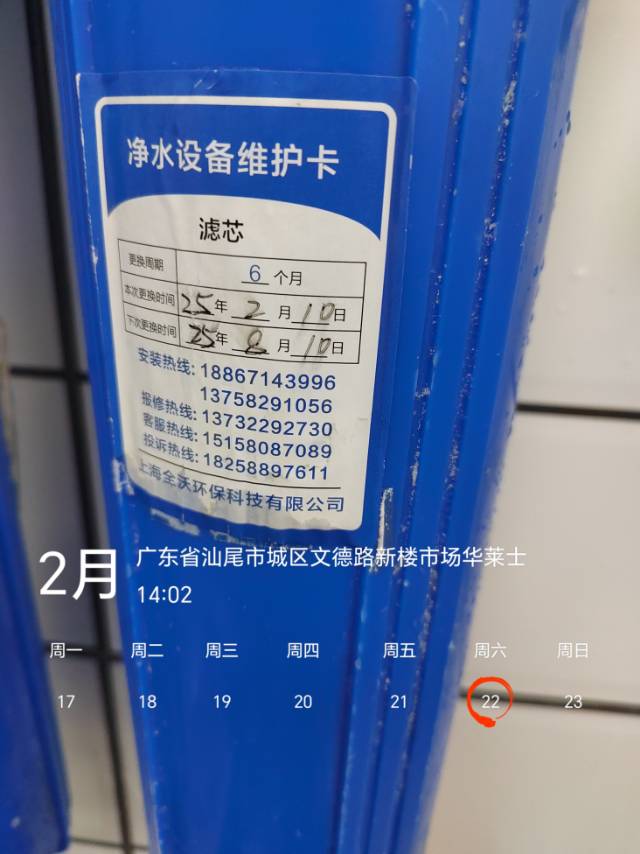 净水设备维护卡
滤芯
更换周期 6 个月
本次更换时间 25年 2 月 10日
下次更换时间 25年 8 月 10日
安装热线: 18867143996
13758291056
报修热线: 13732292730
客服热线: 15158087089
投诉热线: 18258897611
上海全沃环保科技有限公司
2月
广东省汕尾市城区文德路新楼市场华莱士
14:02
周一 周二 周三 周四 周五 周六 周日
17 18 19 20 21 22 23